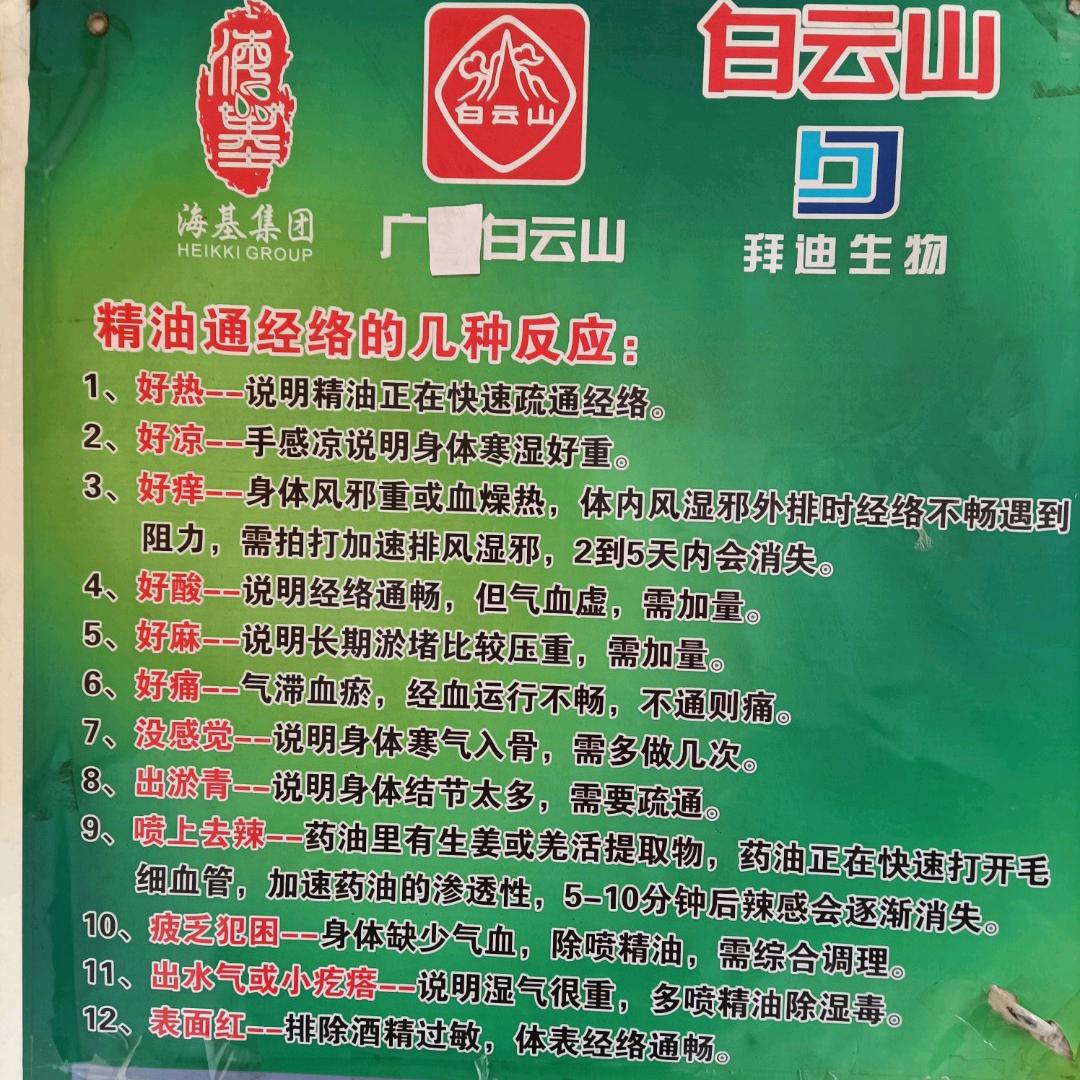 海基
白云山
白云山
海基集团
HEIKKI GROUP
广 白云山
拜迪生物
精油通经络的几种反应：
1、好热--说明精油正在快速疏通经络。
2、好凉--手感凉说明身体寒湿好重。
3、好痒--身体风邪重或血燥热，体内风湿邪外排时经络不畅遇到
阻力，需拍打加速排风湿邪，2到5天内会消失。
4、好酸--说明经络通畅，但气血虚，需加量。
5、好麻--说明长期淤堵比较压重，需加量。
6、好痛--气滞血瘀，经血运行不畅，不通则痛。
7、没感觉--说明身体寒气入骨，需多做几次。
8、出淤青--说明身体结节太多，需要疏通。
9、喷上去辣--药油里有生姜或羌活提取物，药油正在快速打开毛
细血管，加速药油的渗透性，5-10分钟后辣感会逐渐消失。
10、疲乏犯困--身体缺少气血，除喷精油，需综合调理。
11、出水气或小疙瘩--说明湿气很重，多喷精油除湿毒。
12、表面红--排除酒精过敏，体表经络通畅。